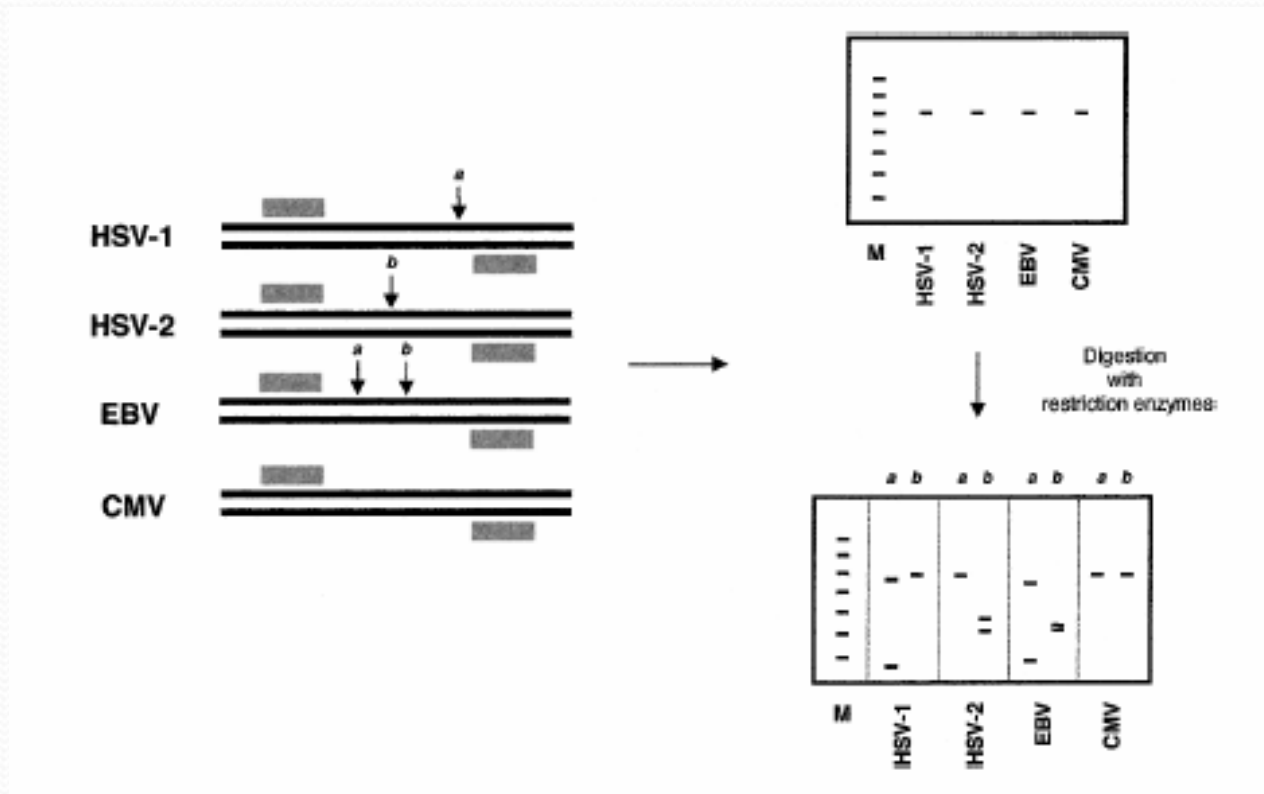 a
HSV-1
b
HSV-2
a b
EBV
CMV
M HSV-1 HSV-2 EBV CMV
Digestion
with
restriction enzymes:
a b a b a b a b
M HSV-1 HSV-2 EBV CMV